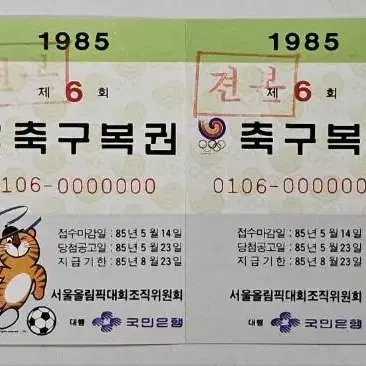 1985
견본
제 6 회
축구복권
0106-0000000
접수마감일 : 85년 5월 14일
당첨공고일 : 85년 5월 23일
지급기한 : 85년 8월 23일
서울올림픽대회조직위원회
대행 국민은행
1985
견본
제 6 회
축구복
0106-0000000
접수마감일 : 85년 5월 14일
당첨공고일 : 85년 5월 23일
지급기한 : 85년 8월 23일
서울올림픽대회조직위원회
대행 국민은행